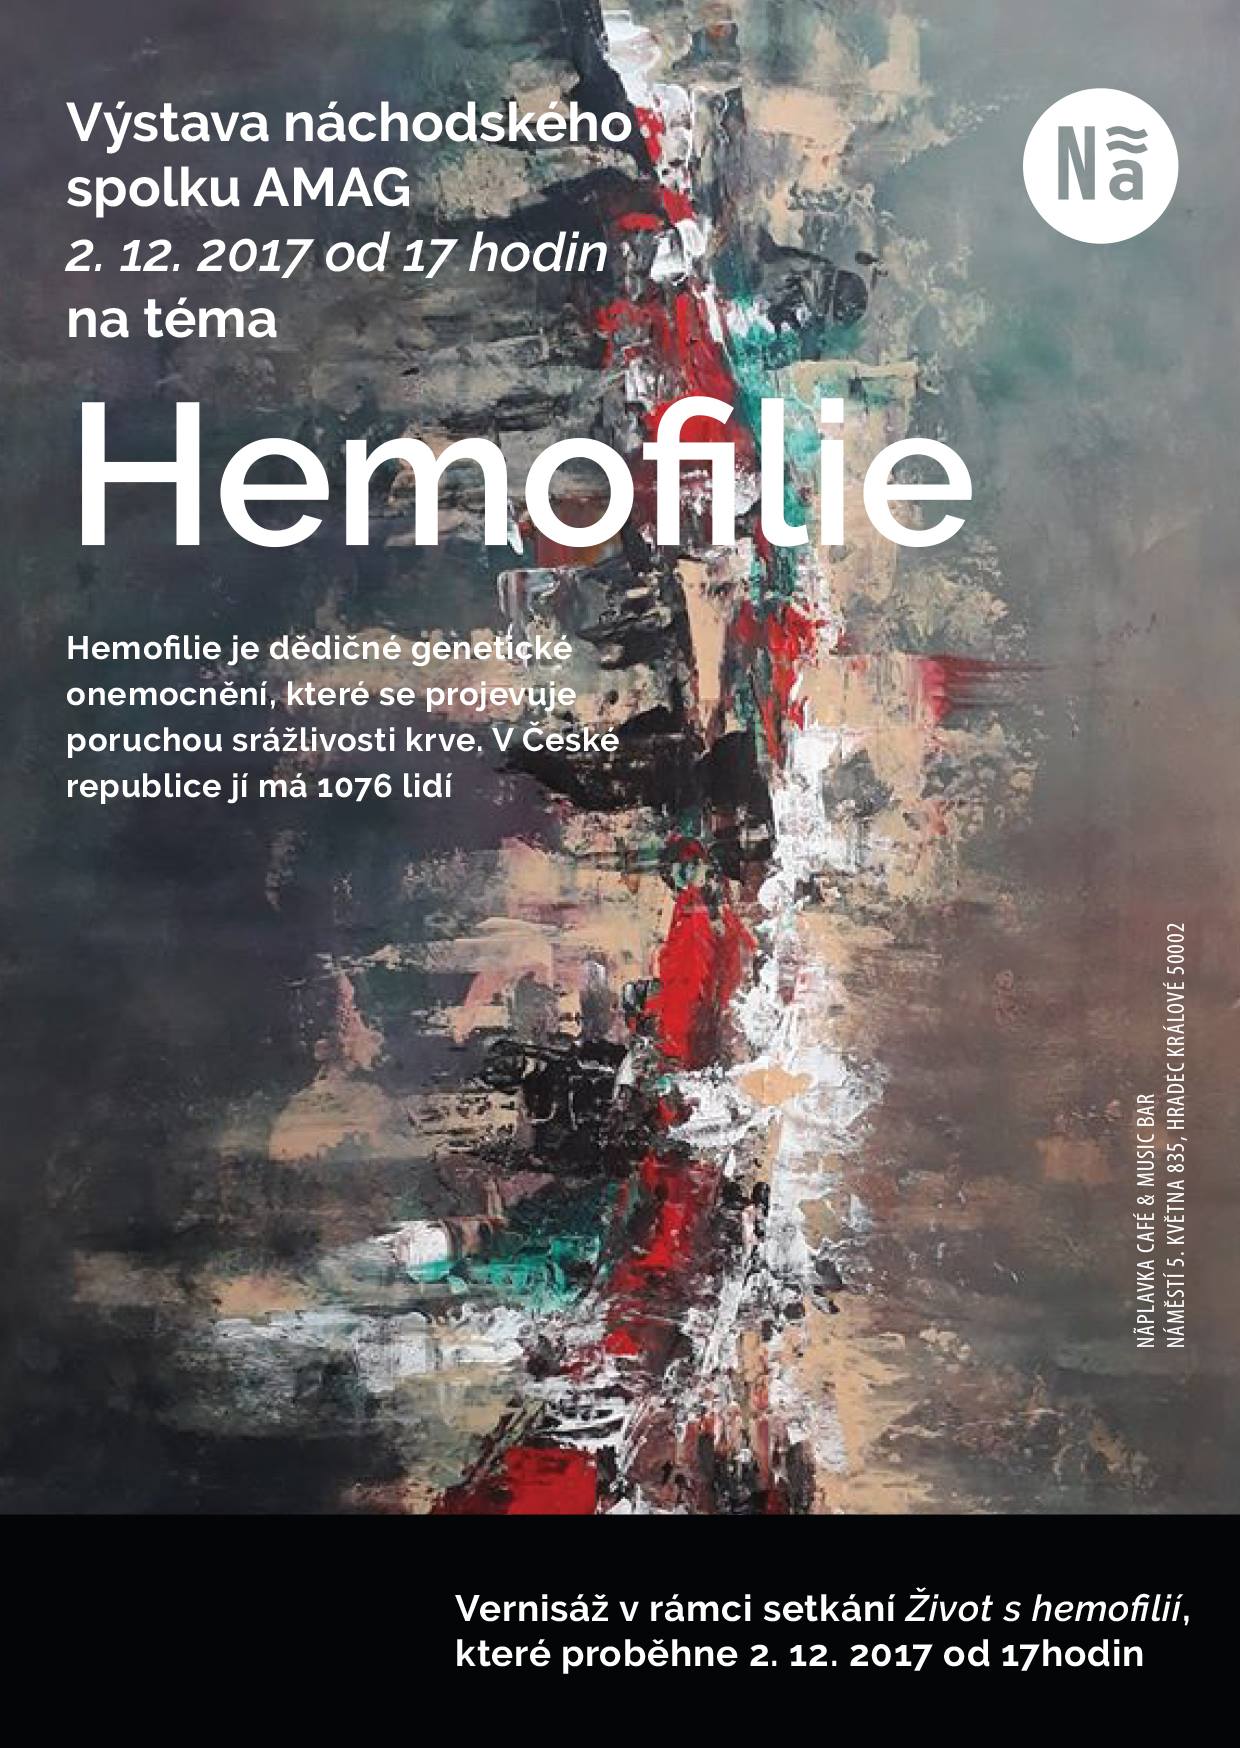 Výstava náchodského
spolku AMAG
2. 12. 2017 od 17 hodin
na téma
Hemofilie
Hemofilie je dědičné genetické
onemocnění, které se projevuje
poruchou srážlivosti krve. V České
republice jí má 1076 lidí
Na
NÁPLAVKA CAFÉ & MUSIC BAR
NÁMĚSTÍ 5. KVĚTNA 835, HRADEC KRÁLOVÉ 50002
Vernisáž v rámci setkání Život s hemofilií,
které proběhne 2. 12. 2017 od 17hodin